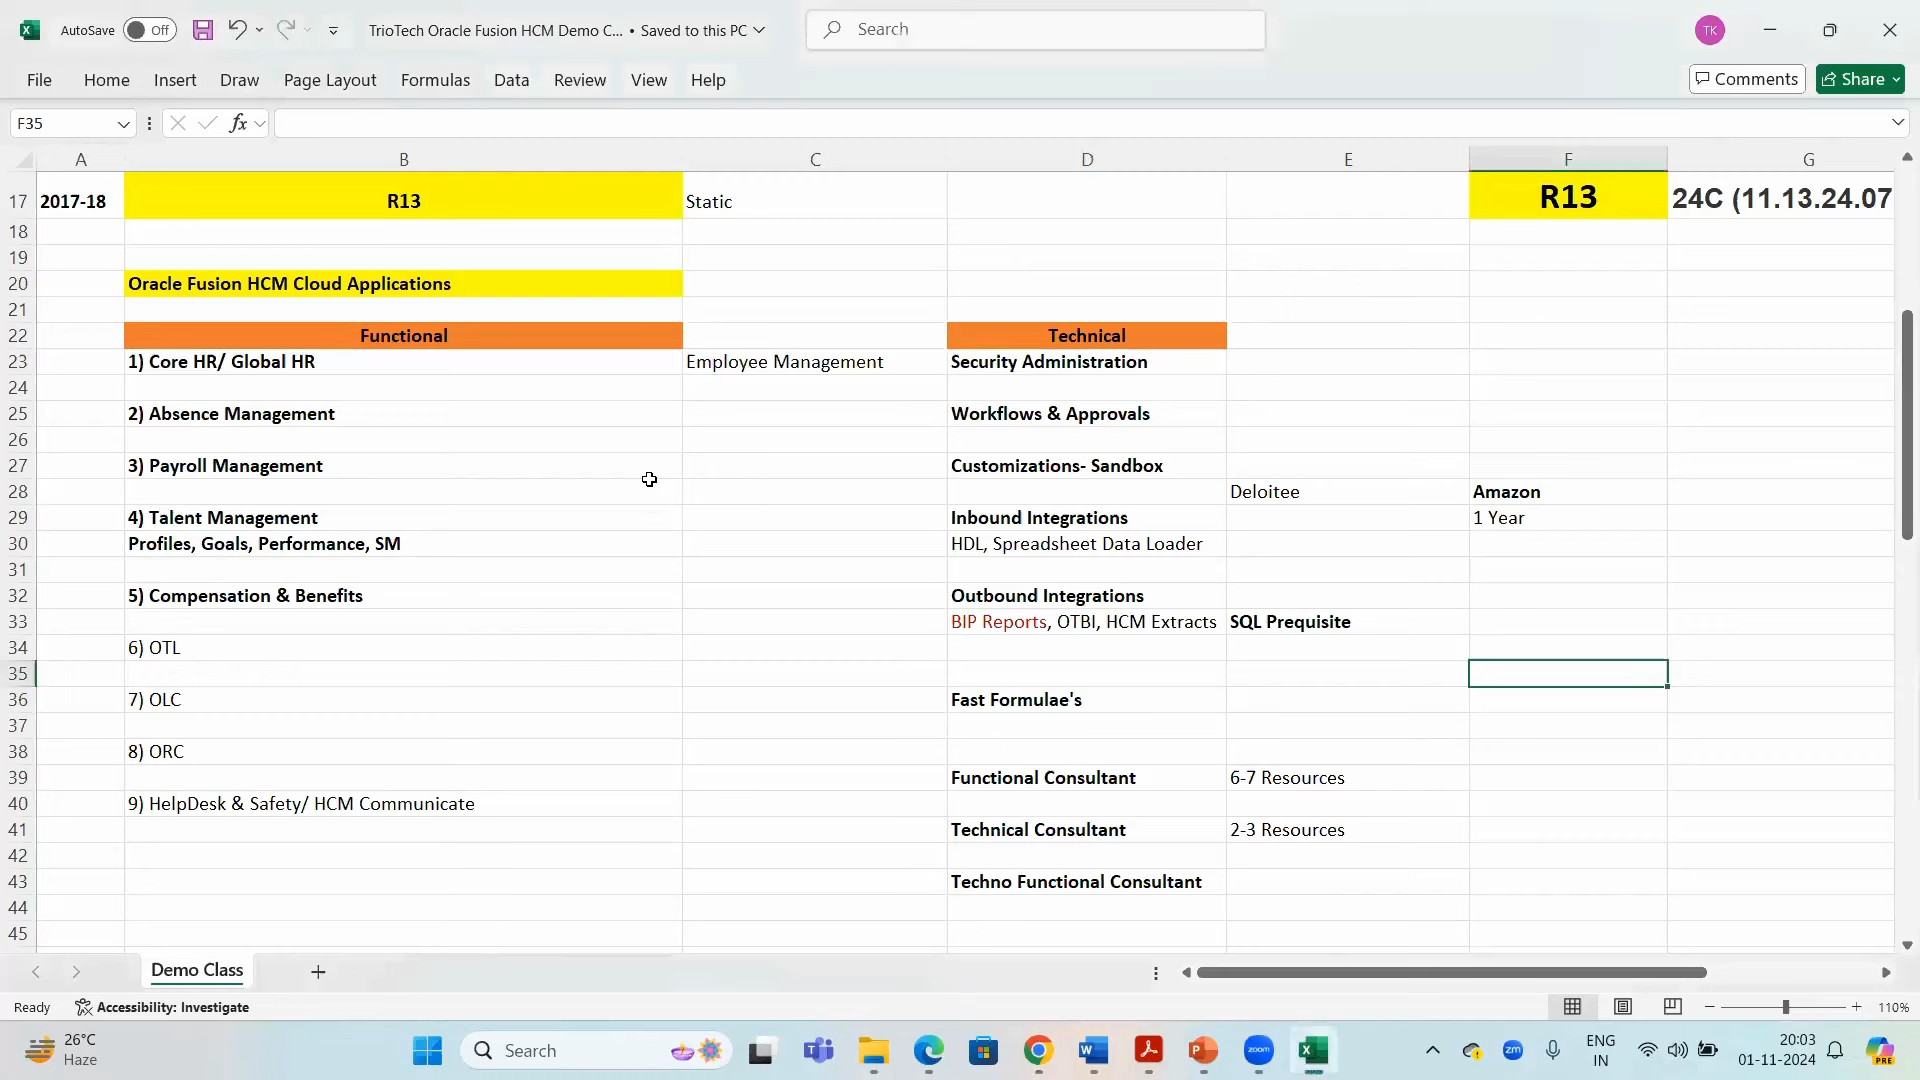 AutoSave Off TrioTech Oracle Fusion HCM Demo C... • Saved to this PC Search TK
File Home Insert Draw Page Layout Formulas Data Review View Help Comments Share
F35 fx
A B C D E F G
17 2017-18 R13 Static R13 24C (11.13.24.07
18
19
20 Oracle Fusion HCM Cloud Applications
21
22 Functional Technical
23 1) Core HR/ Global HR Employee Management Security Administration
24
25 2) Absence Management Workflows & Approvals
26
27 3) Payroll Management Customizations- Sandbox
28 Deloitee Amazon
29 4) Talent Management Inbound Integrations 1 Year
30 Profiles, Goals, Performance, SM HDL, Spreadsheet Data Loader
31
32 5) Compensation & Benefits Outbound Integrations
33 BIP Reports, OTBI, HCM Extracts SQL Prequisite
34 6) OTL
35
36 7) OLC Fast Formulae's
37
38 8) ORC
39 Functional Consultant 6-7 Resources
40 9) HelpDesk & Safety/ HCM Communicate
41 Technical Consultant 2-3 Resources
42
43 Techno Functional Consultant
44
45
Demo Class
Ready Accessibility: Investigate 110%
26°C
Haze
Search
zoom
zm
ENG
IN
20:03
01-11-2024
PRE